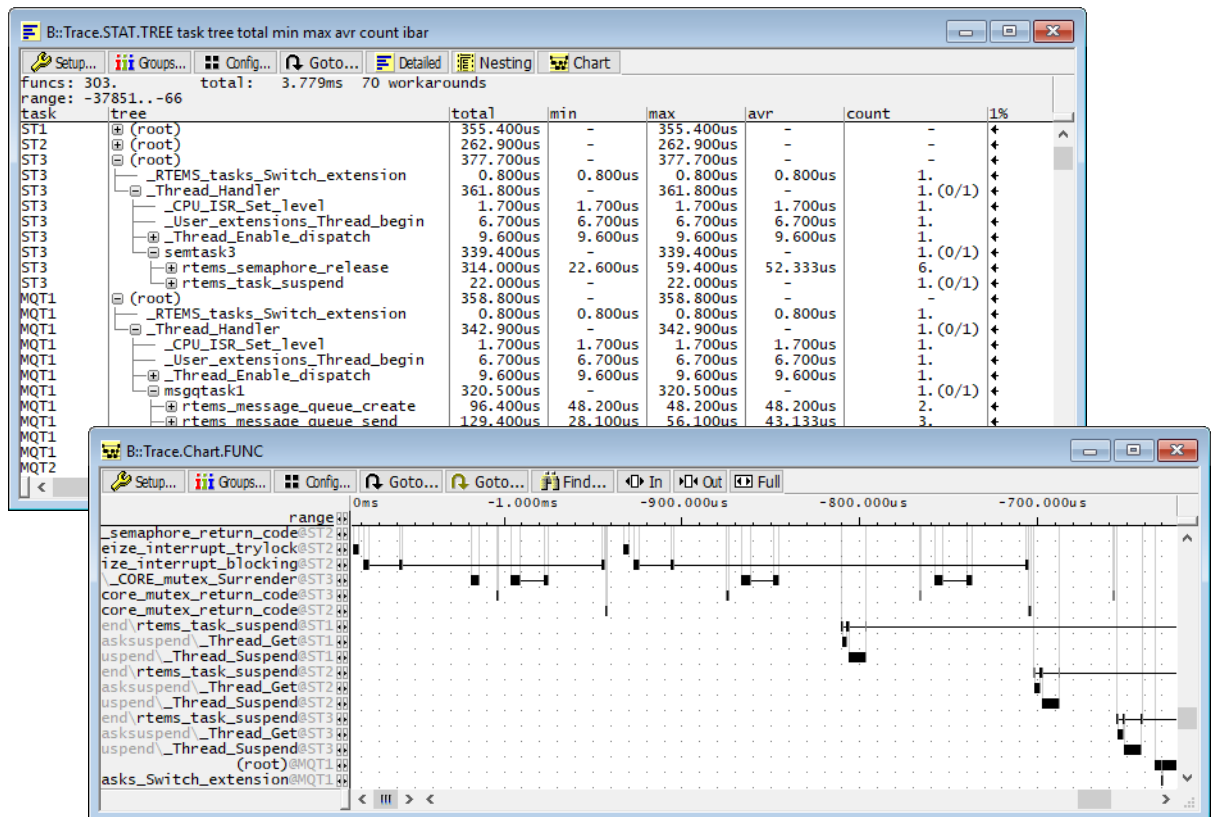 B::Trace.STAT.TREE task tree total min max avr count ibar
Setup... Groups... Config... Goto... Detailed Nesting Chart
funcs: 303. total: 3.779ms 70 workarounds
range: -37851..-66
task tree total min max avr count 1%
ST1 (root) 355.400us - 355.400us - -
ST2 (root) 262.900us - 262.900us - -
ST3 (root) 377.700us - 377.700us - -
ST3 _RTEMS_tasks_Switch_extension 0.800us 0.800us 0.800us 0.800us 1.
ST3 _Thread_Handler 361.800us - 361.800us - 1.(0/1)
ST3 _CPU_ISR_Set_level 1.700us 1.700us 1.700us 1.700us 1.
ST3 _User_extensions_Thread_begin 6.700us 6.700us 6.700us 6.700us 1.
ST3 _Thread_Enable_dispatch 9.600us 9.600us 9.600us 9.600us 1.
ST3 semtask3 339.400us - 339.400us - 1.(0/1)
ST3 rtems_semaphore_release 314.000us 22.600us 59.400us 52.333us 6.
ST3 rtems_task_suspend 22.000us - 22.000us - 1.(0/1)
MQT1 (root) 358.800us - 358.800us - -
MQT1 _RTEMS_tasks_Switch_extension 0.800us 0.800us 0.800us 0.800us 1.
MQT1 _Thread_Handler 342.900us - 342.900us - 1.(0/1)
MQT1 _CPU_ISR_Set_level 1.700us 1.700us 1.700us 1.700us 1.
MQT1 _User_extensions_Thread_begin 6.700us 6.700us 6.700us 6.700us 1.
MQT1 _Thread_Enable_dispatch 9.600us 9.600us 9.600us 9.600us 1.
MQT1 msgqtask1 320.500us - 320.500us - 1.(0/1)
MQT1 rtems_message_queue_create 96.400us 48.200us 48.200us 48.200us 2.
MQT1 rtems_message_queue_send 129.400us 28.100us 56.100us 43.133us 3.
MQT1
MQT1
MQT2
B::Trace.Chart.FUNC
Setup... Groups... Config... Goto... Goto... Find... In Out Full
0ms -1.000ms -900.000us -800.000us -700.000us
range
_semaphore_return_code@ST2
eize_interrupt_trylock@ST2
ize_interrupt_blocking@ST2
\_CORE_mutex_Surrender@ST3
core_mutex_return_code@ST3
core_mutex_return_code@ST2
end\rtems_task_suspend@ST1
asksuspend\_Thread_Get@ST1
uspend\_Thread_Suspend@ST1
end\rtems_task_suspend@ST2
asksuspend\_Thread_Get@ST2
uspend\_Thread_Suspend@ST2
end\rtems_task_suspend@ST3
asksuspend\_Thread_Get@ST3
uspend\_Thread_Suspend@ST3
(root)@MQT1
asks_Switch_extension@MQT1